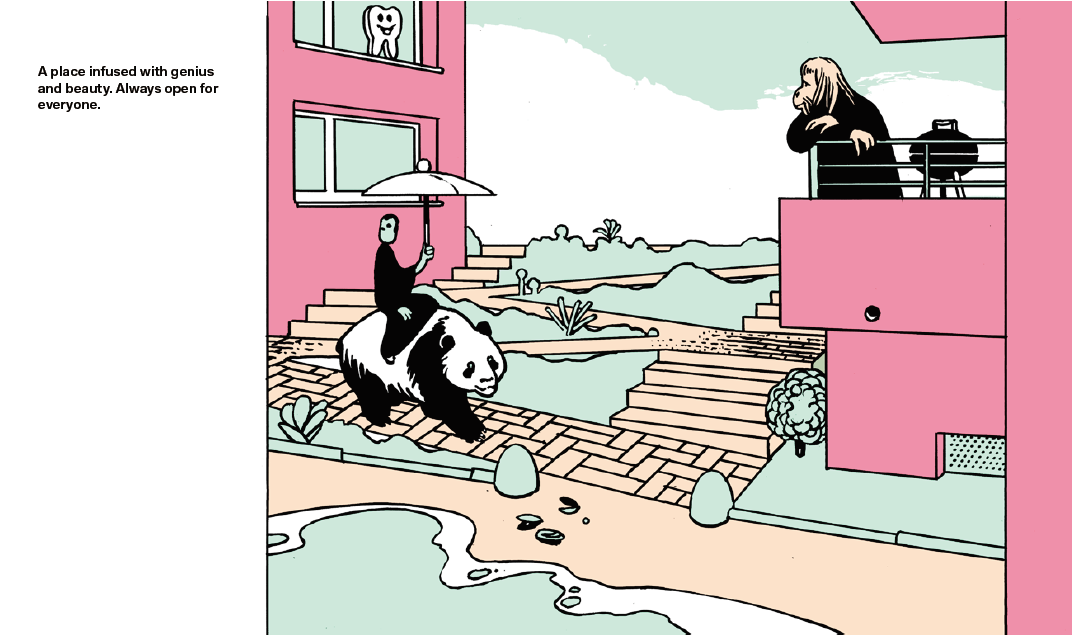 A place infused with genius
and beauty. Always open for
everyone.